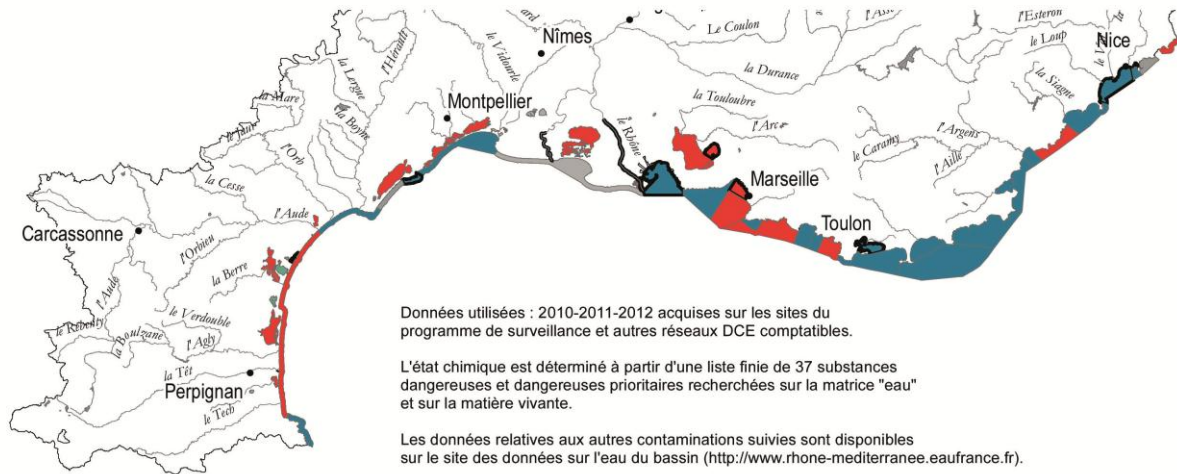 l'Esteron
le Loup
Nice
Le Coulon
Nîmes
le Vidourle
l'Hérault
la Lergue
la Durance
la Siagne
Montpellier
la Touloubre
la Mare
la Boyne
le Jaur
l'Arc
l'Argens
l'Orb
le Rhône
le Caramy
l'Aille
la Cesse
Marseille
l'Aude
Toulon
Carcassonne
l'Orbieu
la Berre
l'Aude
le Rébenty
le Verdouble
la Boulzane
l'Agly
la Têt
Perpignan
le Tech
Données utilisées : 2010-2011-2012 acquises sur les sites du
programme de surveillance et autres réseaux DCE comptatibles.
L'état chimique est déterminé à partir d'une liste finie de 37 substances
dangereuses et dangereuses prioritaires recherchées sur la matrice "eau"
et sur la matière vivante.
Les données relatives aux autres contaminations suivies sont disponibles
sur le site des données sur l'eau du bassin (http://www.rhone-mediterranee.eaufrance.fr).